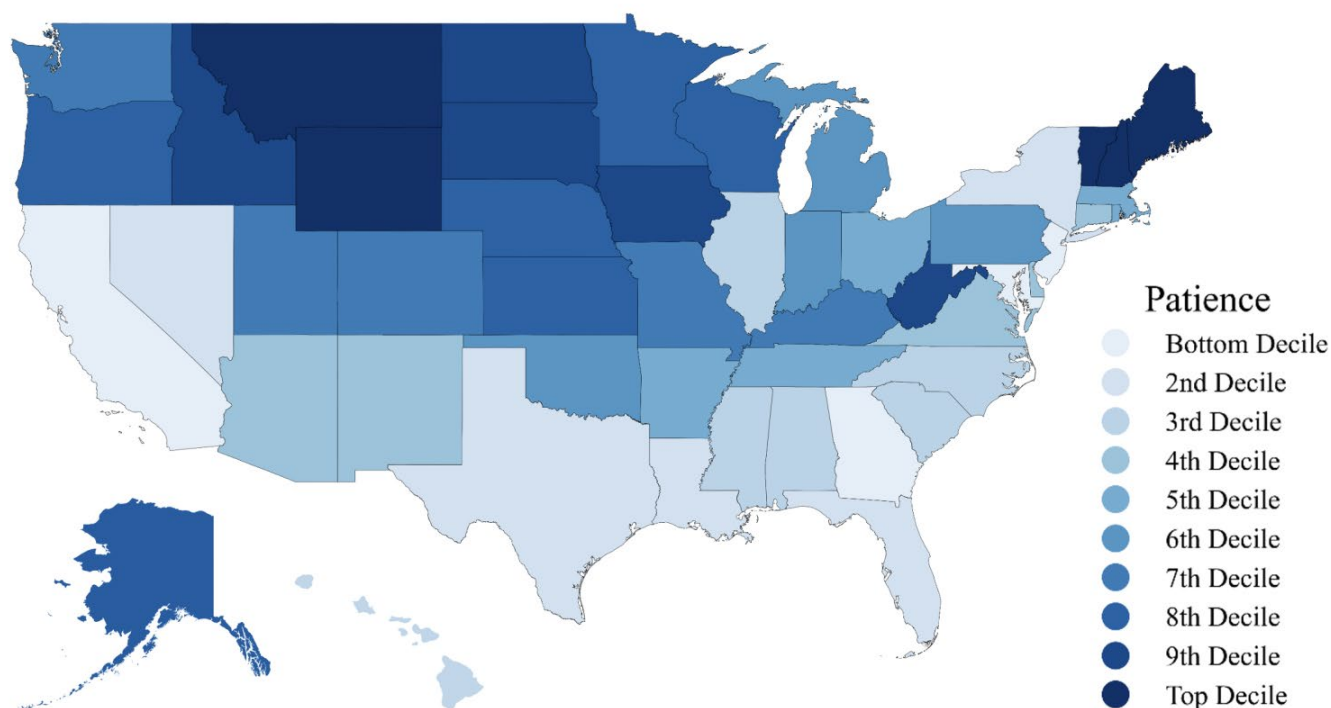 Patience
Bottom Decile
2nd Decile
3rd Decile
4th Decile
5th Decile
6th Decile
7th Decile
8th Decile
9th Decile
Top Decile